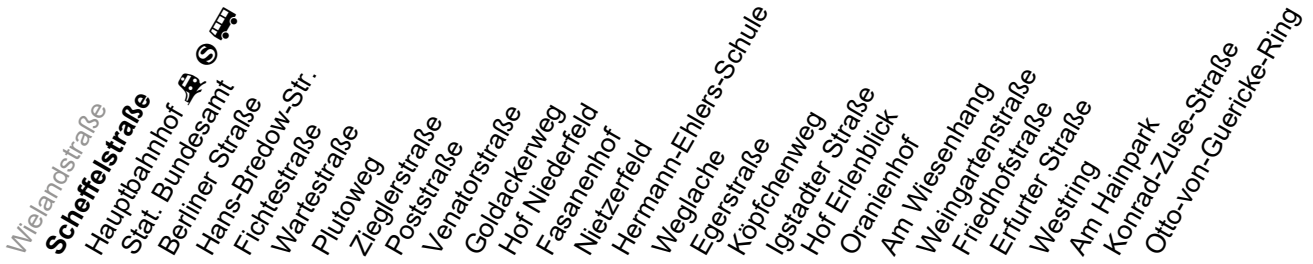 Wielandstraße
Scheffelstraße
Hauptbahnhof S
Stat. Bundesamt
Berliner Straße
Hans-Bredow-Str.
Fichtestraße
Wartestraße
Plutoweg
Zieglerstraße
Poststraße
Venatorstraße
Goldackerweg
Hof Niederfeld
Fasanenhof
Nietzerfeld
Hermann-Ehlers-Schule
Weglache
Egerstraße
Köpfchenweg
Igstadter Straße
Hof Erlenblick
Oranienhof
Am Wiesenhang
Weingartenstraße
Friedhofstraße
Erfurter Straße
Westring
Am Hainpark
Konrad-Zuse-Straße
Otto-von-Guericke-Ring